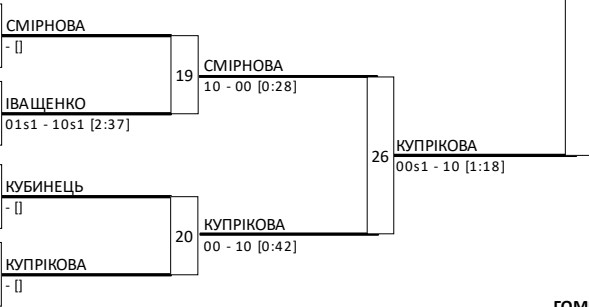 СМІРНОВА
- []
19
СМІРНОВА
10 - 00 [0:28]
ІВАЩЕНКО
01s1 - 10s1 [2:37]
26
КУПРІКОВА
00s1 - 10 [1:18]
КУБИНЕЦЬ
- []
20
КУПРІКОВА
00 - 10 [0:42]
КУПРІКОВА
- []